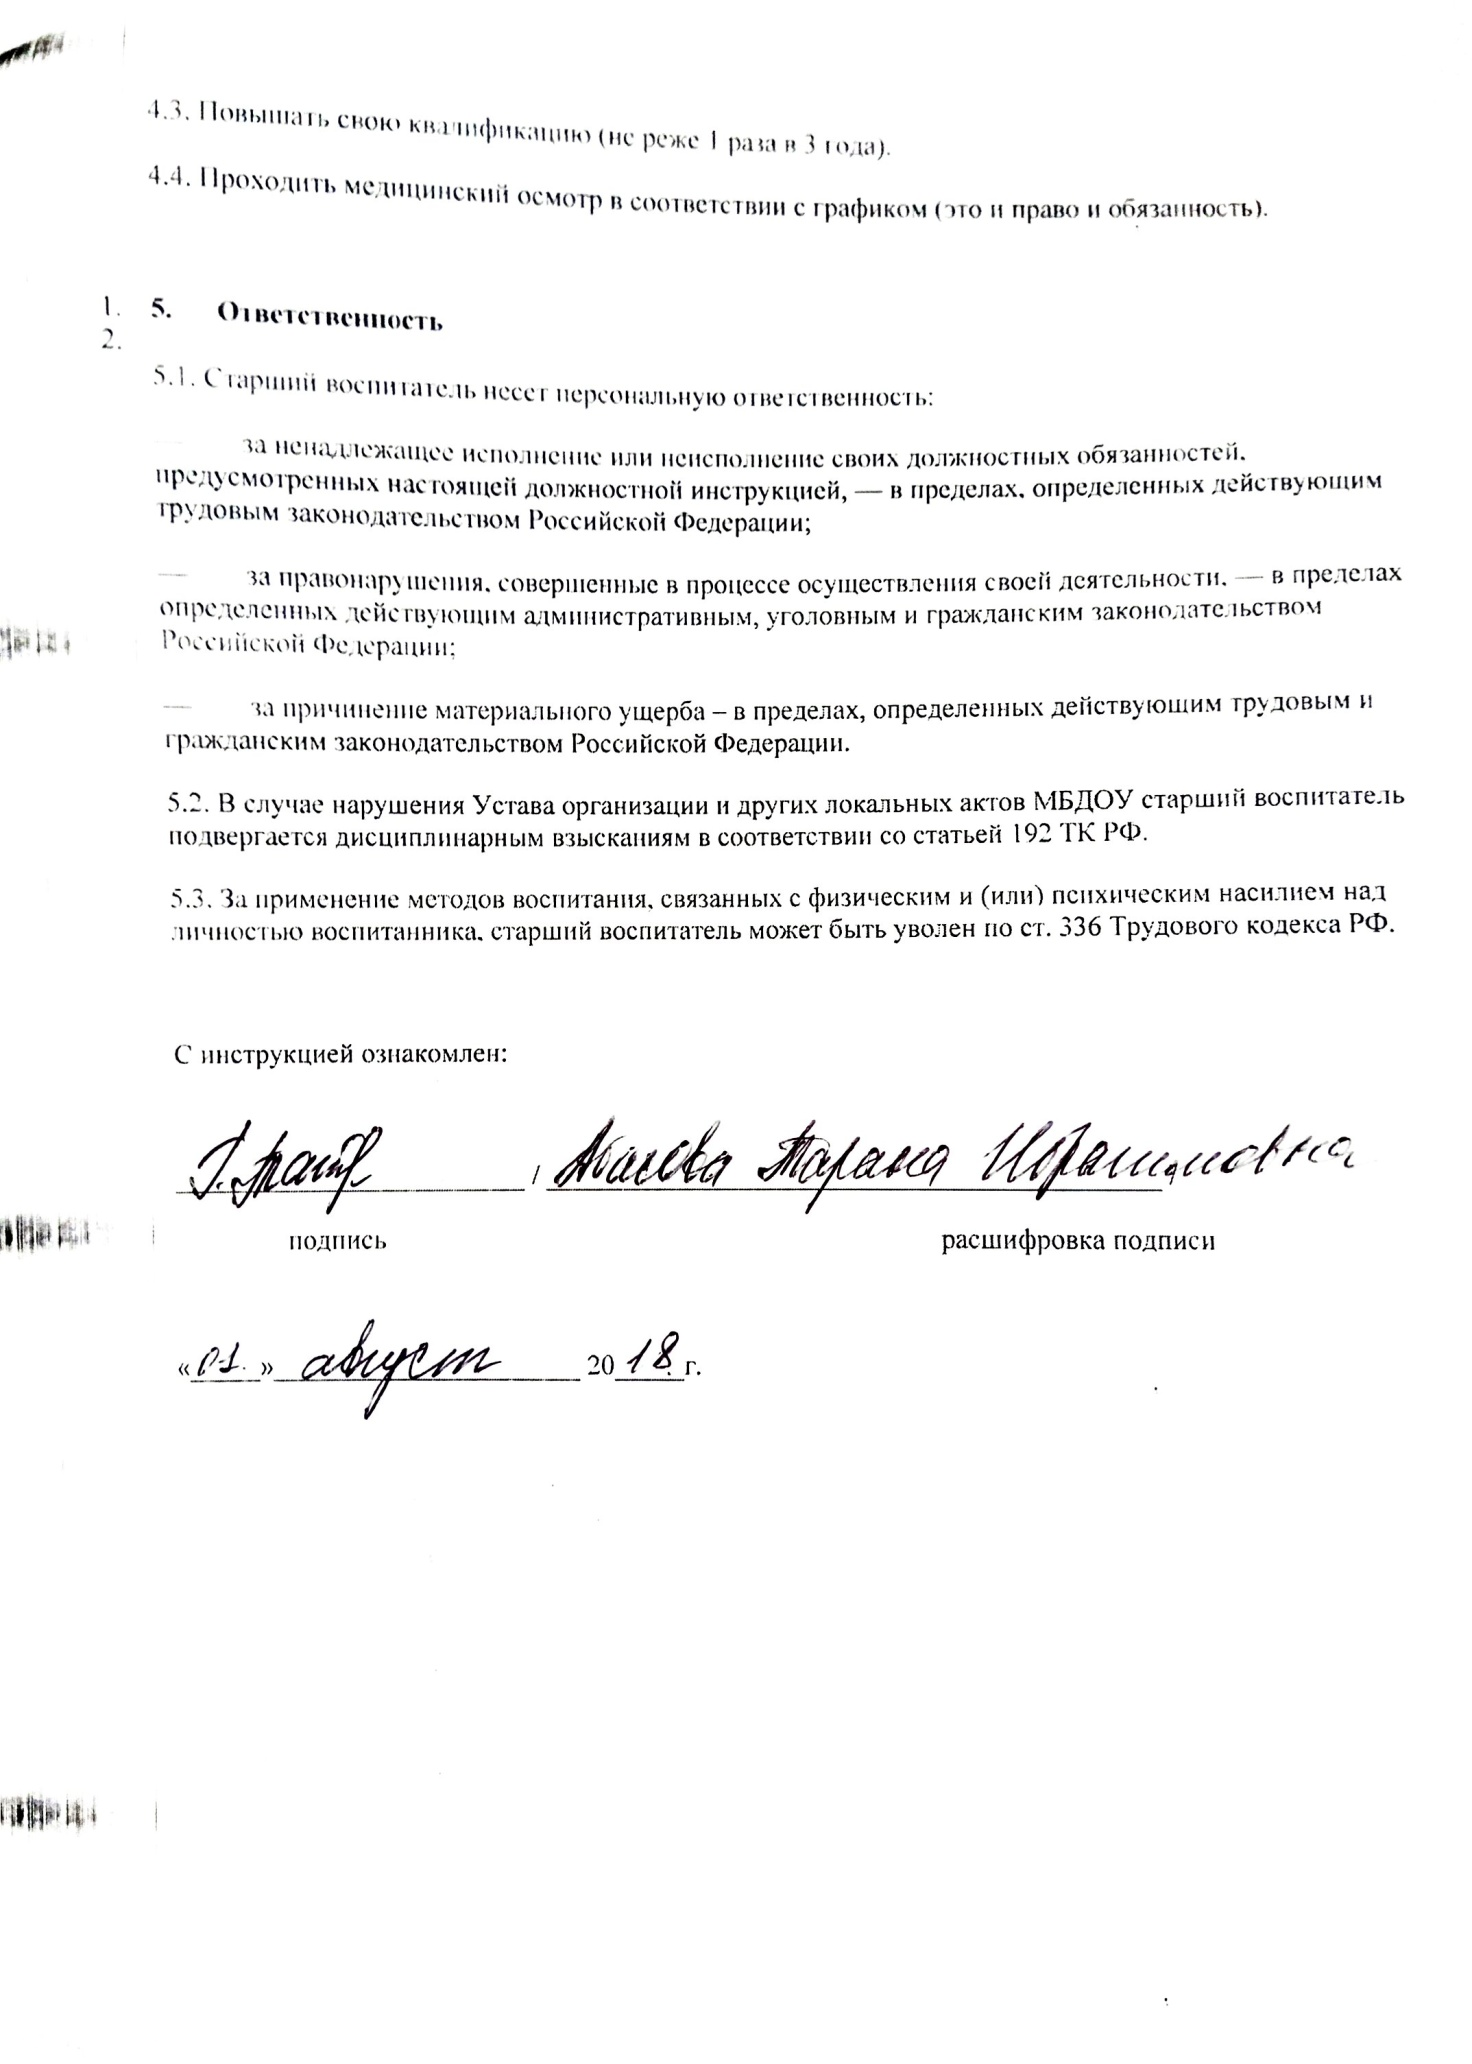 4.3. Повышать свою квалификацию (не реже 1 раза в 3 года).
4.4. Проходить медицинский осмотр в соответствии с графиком (это и право и обязанность).
1. 5. Ответственность
2.
5.1. Старший воспитатель несет персональную ответственность:
— за ненадлежащее исполнение или неисполнение своих должностных обязанностей,
предусмотренных настоящей должностной инструкцией, — в пределах, определенных действующим
трудовым законодательством Российской Федерации;
— за правонарушения, совершенные в процессе осуществления своей деятельности, — в пределах
определенных действующим административным, уголовным и гражданским законодательством
Российской Федерации;
— за причинение материального ущерба – в пределах, определенных действующим трудовым и
гражданским законодательством Российской Федерации.
5.2. В случае нарушения Устава организации и других локальных актов МБДОУ старший воспитатель
подвергается дисциплинарным взысканиям в соответствии со статьей 192 ТК РФ.
5.3. За применение методов воспитания, связанных с физическим и (или) психическим насилием над
личностью воспитанника, старший воспитатель может быть уволен по ст. 336 Трудового кодекса РФ.
С инструкцией ознакомлен:
/ Ибрагимовна
подпись расшифровка подписи
«01.» август 2018 г.